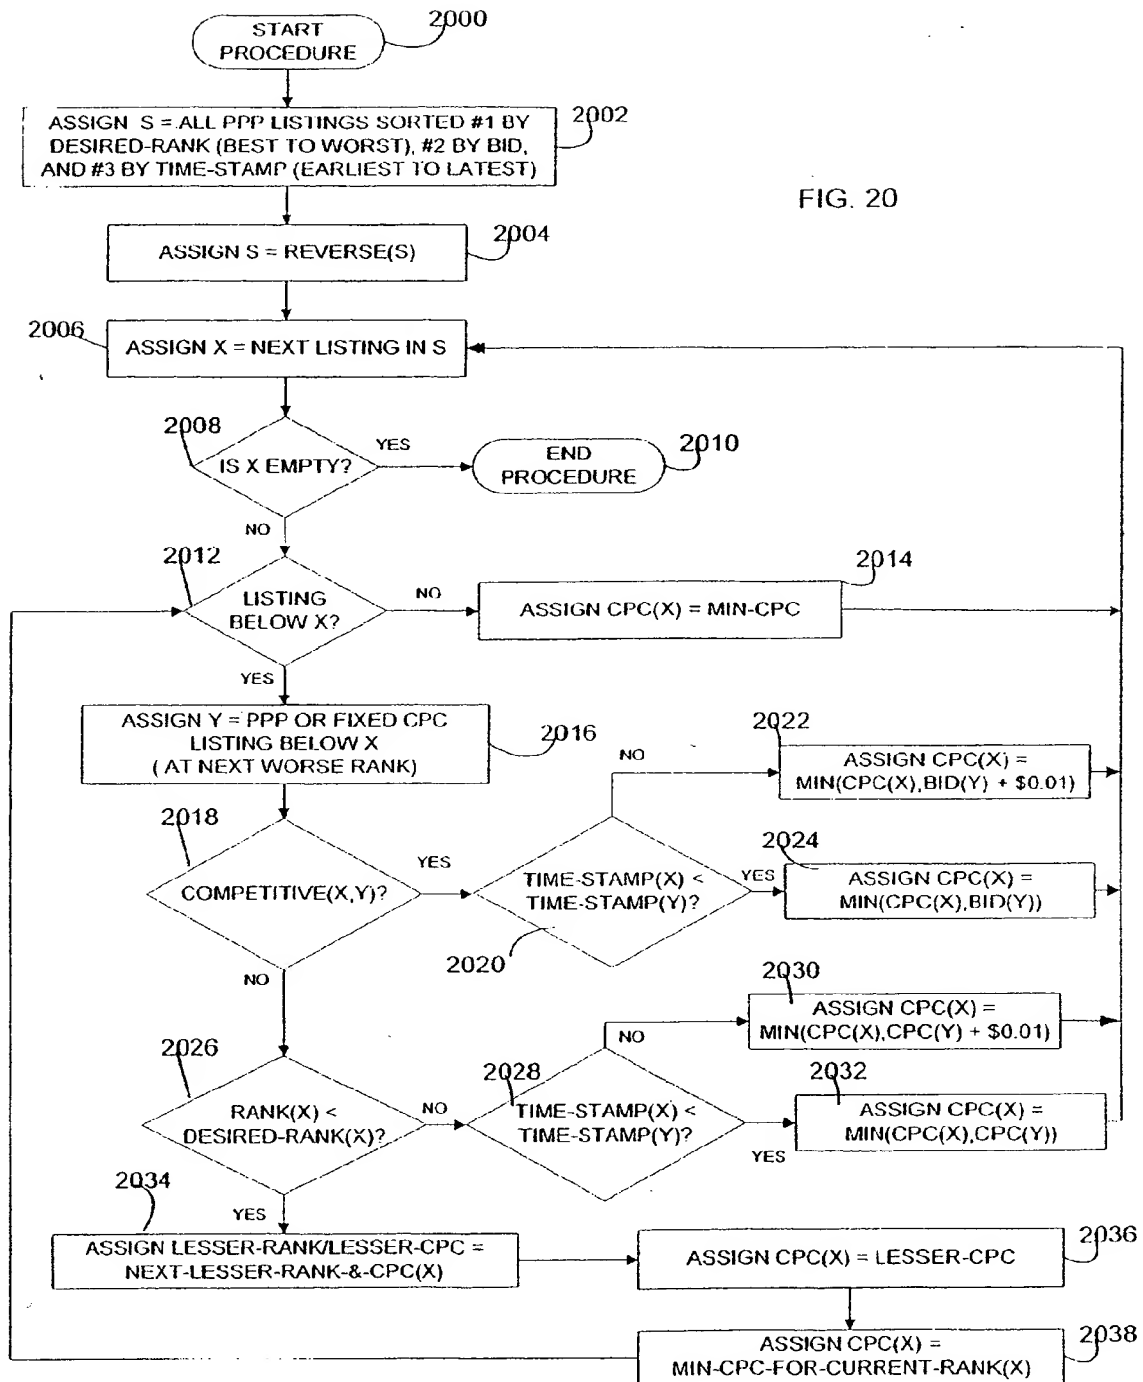 2000
START
PROCEDURE
2002
ASSIGN S = ALL PPP LISTINGS SORTED #1 BY
DESIRED-RANK (BEST TO WORST), #2 BY BID,
AND #3 BY TIME-STAMP (EARLIEST TO LATEST)
FIG. 20
2004
ASSIGN S = REVERSE(S)
2006
ASSIGN X = NEXT LISTING IN S
2008
IS X EMPTY?
YES
END
PROCEDURE
2010
NO
2012
LISTING
BELOW X?
NO
ASSIGN CPC(X) = MIN-CPC
2014
YES
ASSIGN Y = PPP OR FIXED CPC
LISTING BELOW X
( AT NEXT WORSE RANK)
2016
2018
COMPETITIVE(X,Y)?
YES
TIME-STAMP(X) <
TIME-STAMP(Y)?
2020
NO
2022
ASSIGN CPC(X) =
MIN(CPC(X),BID(Y) + $0.01)
YES
2024
ASSIGN CPC(X) =
MIN(CPC(X),BID(Y))
NO
2026
RANK(X) <
DESIRED-RANK(X)?
NO
2028
TIME-STAMP(X) <
TIME-STAMP(Y)?
NO
2030
ASSIGN CPC(X) =
MIN(CPC(X),CPC(Y) + $0.01)
YES
2032
ASSIGN CPC(X) =
MIN(CPC(X),CPC(Y))
YES
2034
ASSIGN LESSER-RANK/LESSER-CPC =
NEXT-LESSER-RANK-&-CPC(X)
ASSIGN CPC(X) = LESSER-CPC
2036
ASSIGN CPC(X) =
MIN-CPC-FOR-CURRENT-RANK(X)
2038